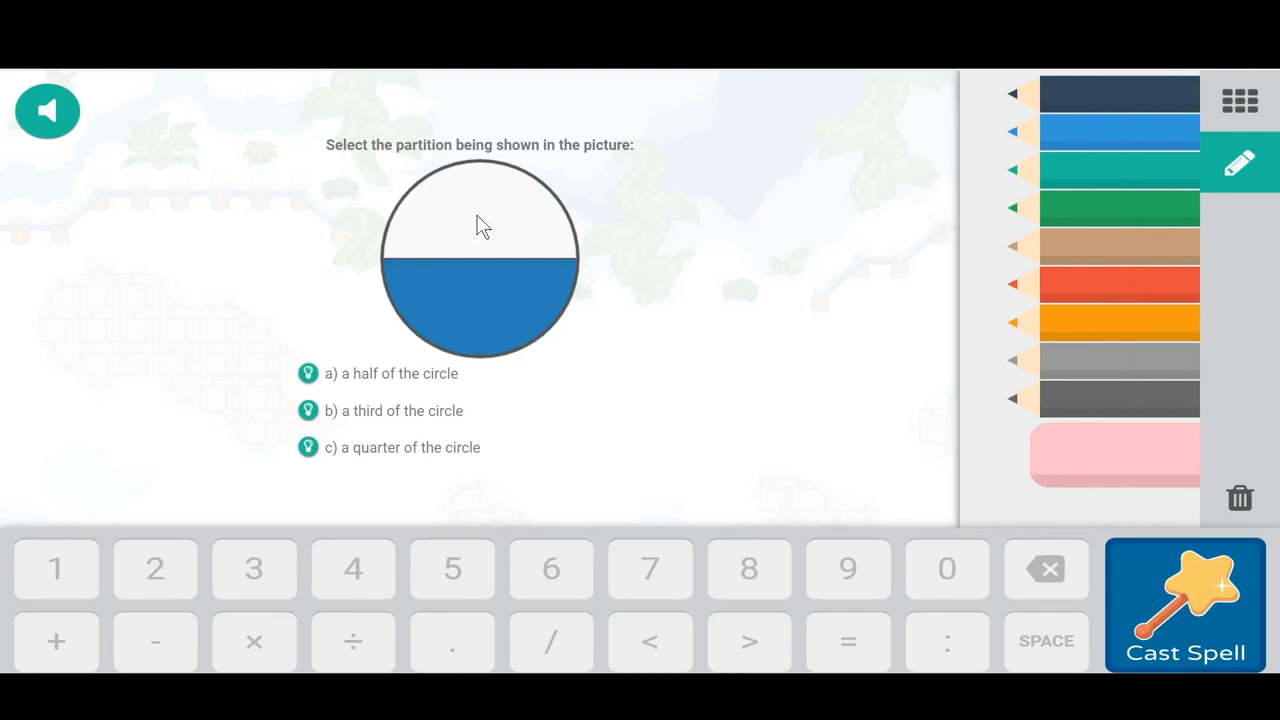 Select the partition being shown in the picture:
a) a half of the circle
b) a third of the circle
c) a quarter of the circle
1 2 3 4 5 6 7 8 9 0
+ - × ÷ . / < > = : SPACE
Cast Spell